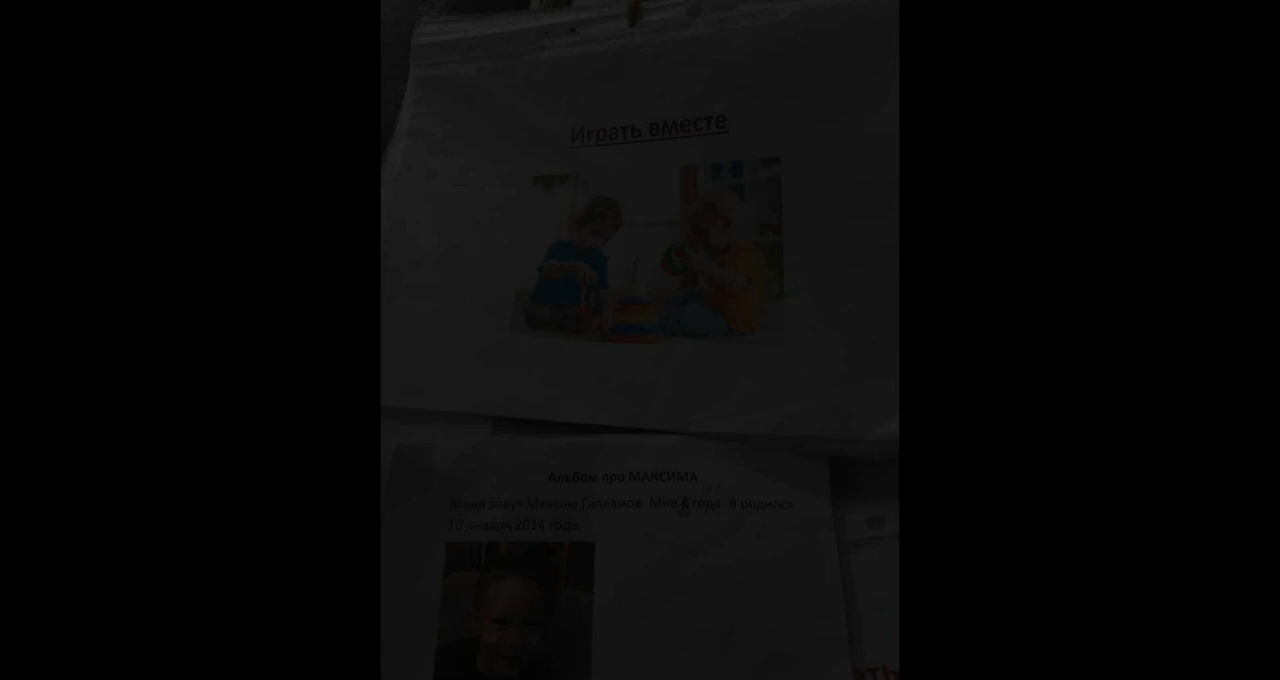 Играть вместе
Альбом про МАКСИМА
Меня зовут Максим Галлямов. Мне года. Я родился
10 января 2014 года.